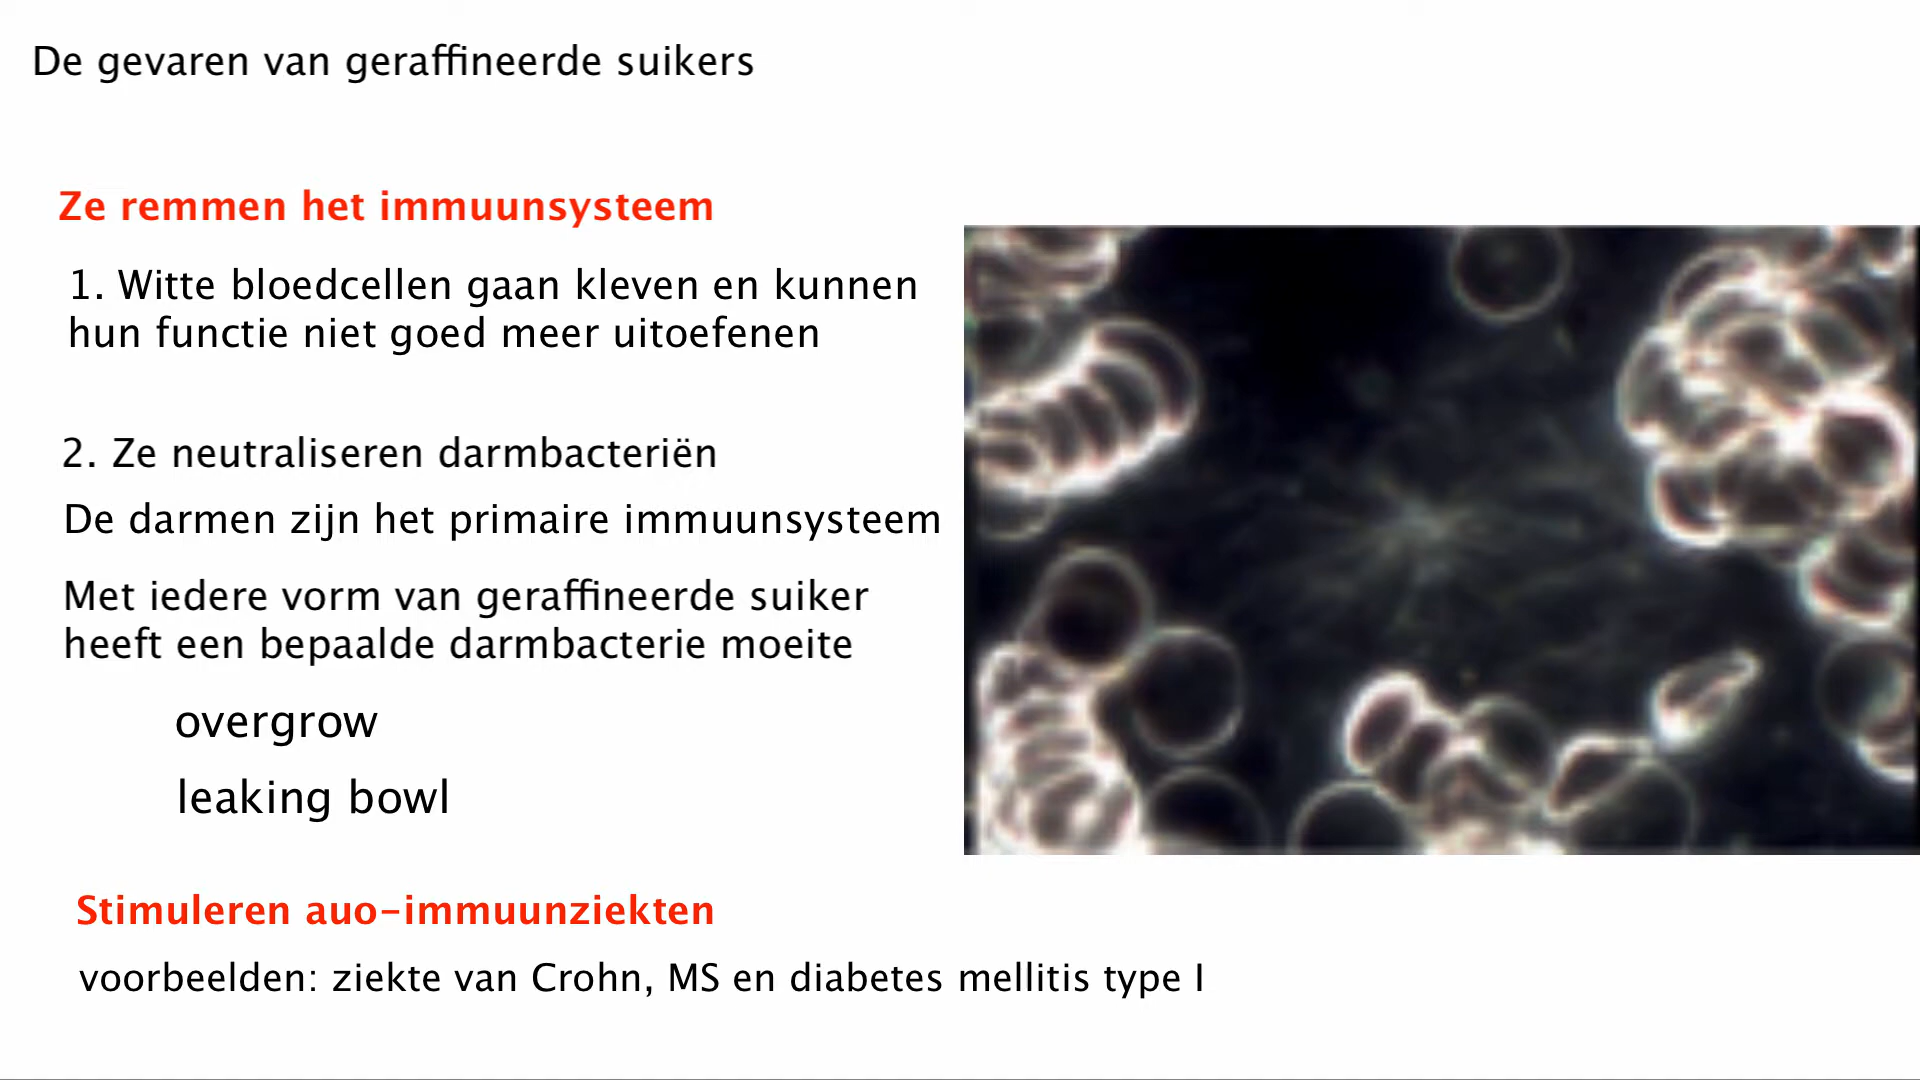 De gevaren van geraffineerde suikers
Ze remmen het immuunsysteem
1. Witte bloedcellen gaan kleven en kunnen
hun functie niet goed meer uitoefenen
2. Ze neutraliseren darmbacteriën
De darmen zijn het primaire immuunsysteem
Met iedere vorm van geraffineerde suiker
heeft een bepaalde darmbacterie moeite
overgrow
leaking bowl
Stimuleren auo-immuunziekten
voorbeelden: ziekte van Crohn, MS en diabetes mellitis type I